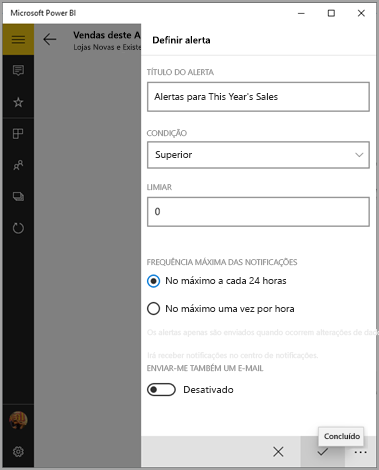 Microsoft Power BI
Vendas deste A
Lojas Novas e Existe
Definir alerta
TÍTULO DO ALERTA
Alertas para This Year's Sales
CONDIÇÃO
Superior
LIMIAR
0
FREQUÊNCIA MÁXIMA DAS NOTIFICAÇÕES
No máximo a cada 24 horas
No máximo uma vez por hora
Os alertas apenas são enviados quando ocorrem alterações de dad
Irá receber notificações no centro de notificações.
ENVIAR-ME TAMBÉM UM E-MAIL
Desativado
Concluído